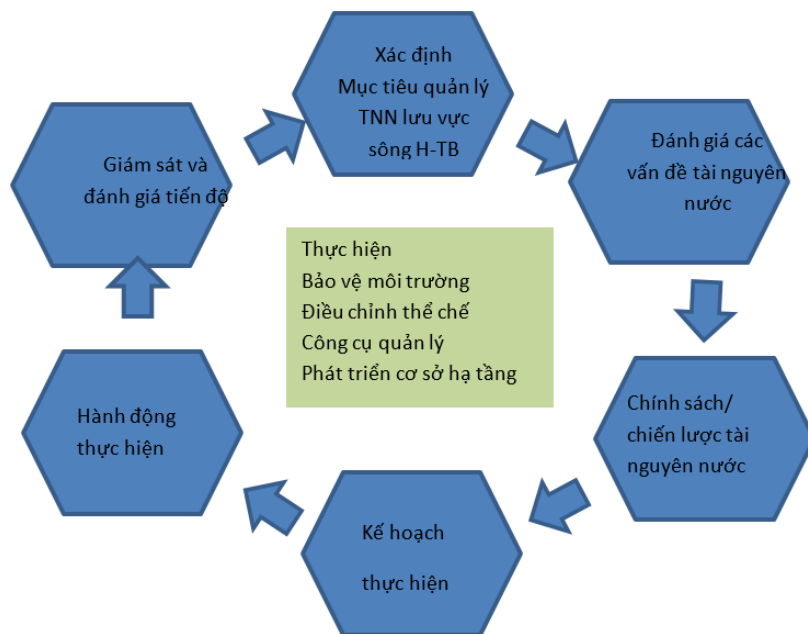 Xác định
Mục tiêu quản lý
TNN lưu vực
sông H-TB
Đánh giá các
vấn đề tài nguyên
nước
Chính sách/
chiến lược tài
nguyên nước
Kế hoạch
thực hiện
Hành động
thực hiện
Giám sát và
đánh giá tiến độ
Thực hiện
Bảo vệ môi trường
Điều chỉnh thể chế
Công cụ quản lý
Phát triển cơ sở hạ tầng